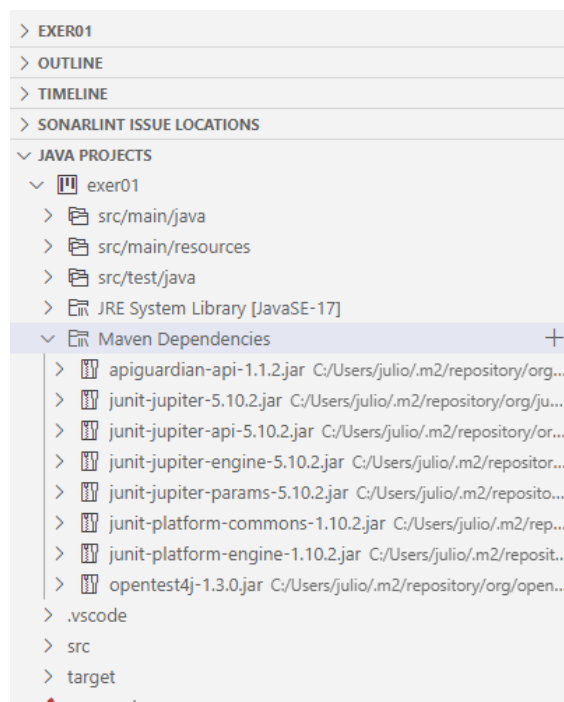 EXER01
OUTLINE
TIMELINE
SONARLINT ISSUE LOCATIONS
JAVA PROJECTS
exer01
src/main/java
src/main/resources
src/test/java
JRE System Library [JavaSE-17]
Maven Dependencies
apiguardian-api-1.1.2.jar C:/Users/julio/.m2/repository/org...
junit-jupiter-5.10.2.jar C:/Users/julio/.m2/repository/org/ju...
junit-jupiter-api-5.10.2.jar C:/Users/julio/.m2/repository/or...
junit-jupiter-engine-5.10.2.jar C:/Users/julio/.m2/repositor...
junit-jupiter-params-5.10.2.jar C:/Users/julio/.m2/reposito...
junit-platform-commons-1.10.2.jar C:/Users/julio/.m2/rep...
junit-platform-engine-1.10.2.jar C:/Users/julio/.m2/reposit...
opentest4j-1.3.0.jar C:/Users/julio/.m2/repository/org/open...
.vscode
src
target